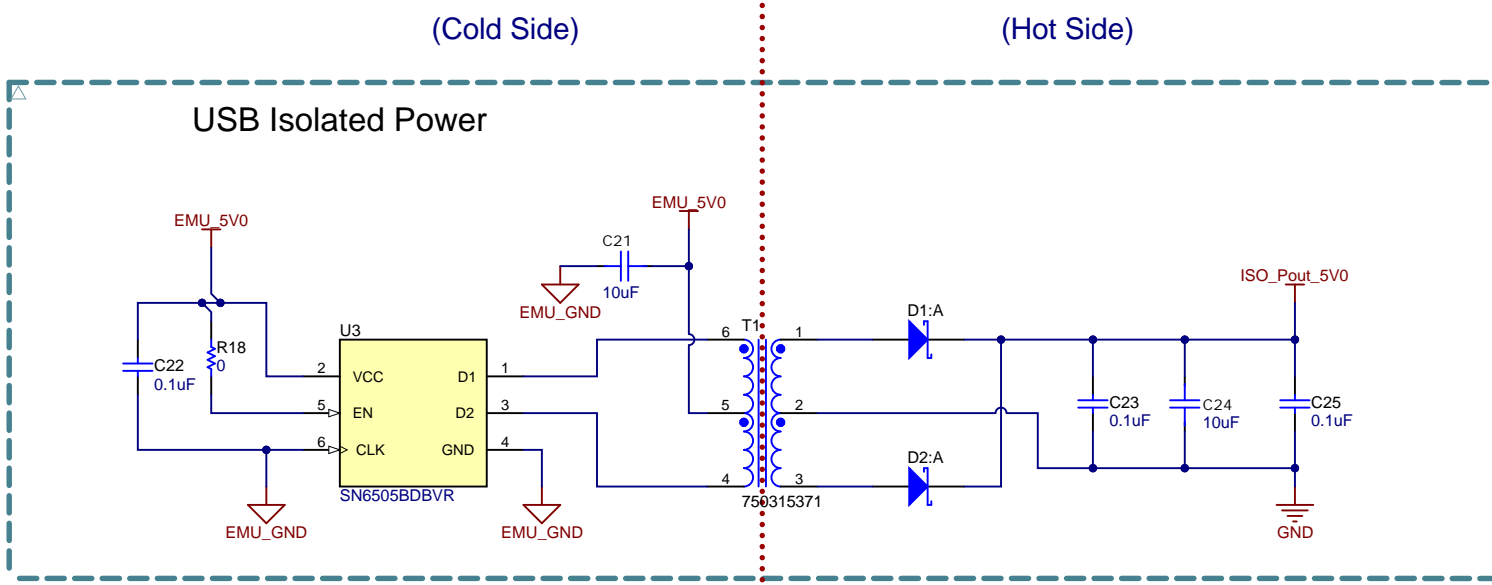 (Cold Side)
(Hot Side)
USB Isolated Power
EMU_5V0
EMU_5V0
C21
10uF
EMU_GND
ISO_Pout_5V0
D1:A
U3
T1
6
1
R18
0
C22
0.1uF
2
VCC
D1
1
5
EN
D2
3
5
2
C23
0.1uF
C24
10uF
C25
0.1uF
6
CLK
GND
4
D2:A
4
3
SN6505BDBVR
750315371
EMU_GND
EMU_GND
GND